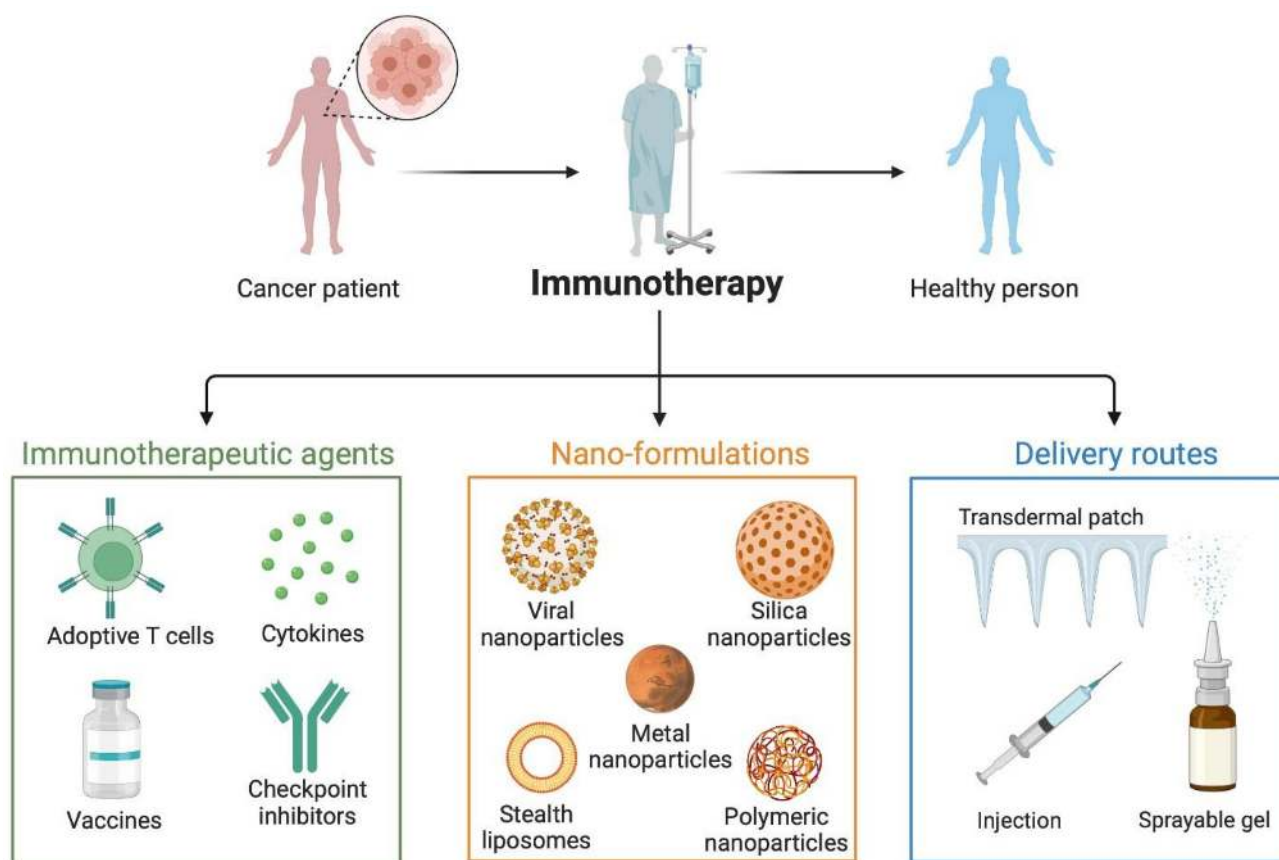 Cancer patient
Immunotherapy
Healthy person
Immunotherapeutic agents
Adoptive T cells
Cytokines
Vaccines
Checkpoint
inhibitors
Nano-formulations
Viral
nanoparticles
Silica
nanoparticles
Metal
nanoparticles
Stealth
liposomes
Polymeric
nanoparticles
Delivery routes
Transdermal patch
Injection
Sprayable gel